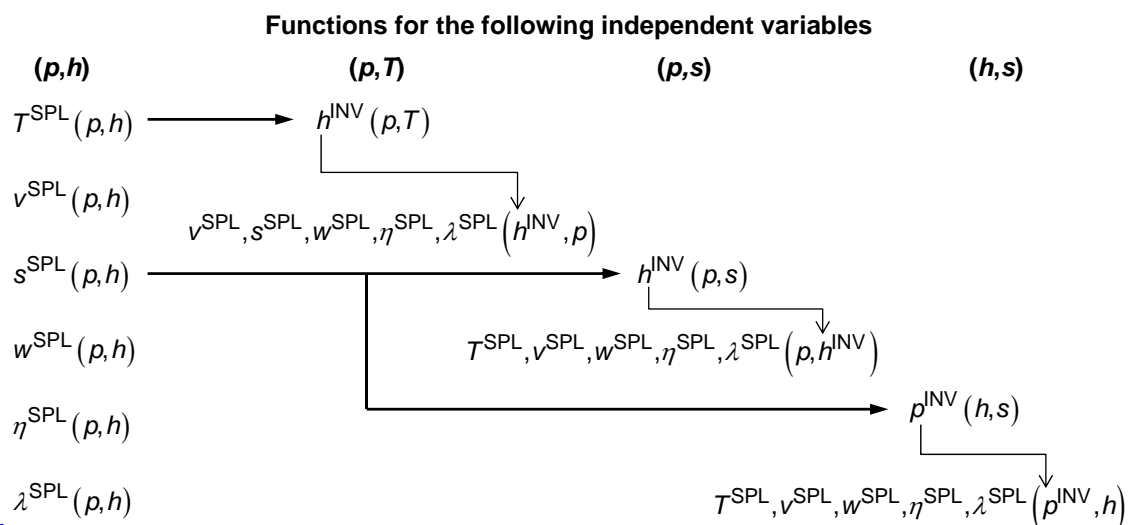 Functions for the following independent variables
(p,h) (p,T) (p,s) (h,s)
T^SPL(p,h) h^INV(p,T)
v^SPL(p,h)
v^SPL,s^SPL,w^SPL,η^SPL,λ^SPL(h^INV,p)
s^SPL(p,h) h^INV(p,s)
w^SPL(p,h) T^SPL,v^SPL,w^SPL,η^SPL,λ^SPL(p,h^INV)
η^SPL(p,h) p^INV(h,s)
λ^SPL(p,h) T^SPL,v^SPL,w^SPL,η^SPL,λ^SPL(p^INV,h)